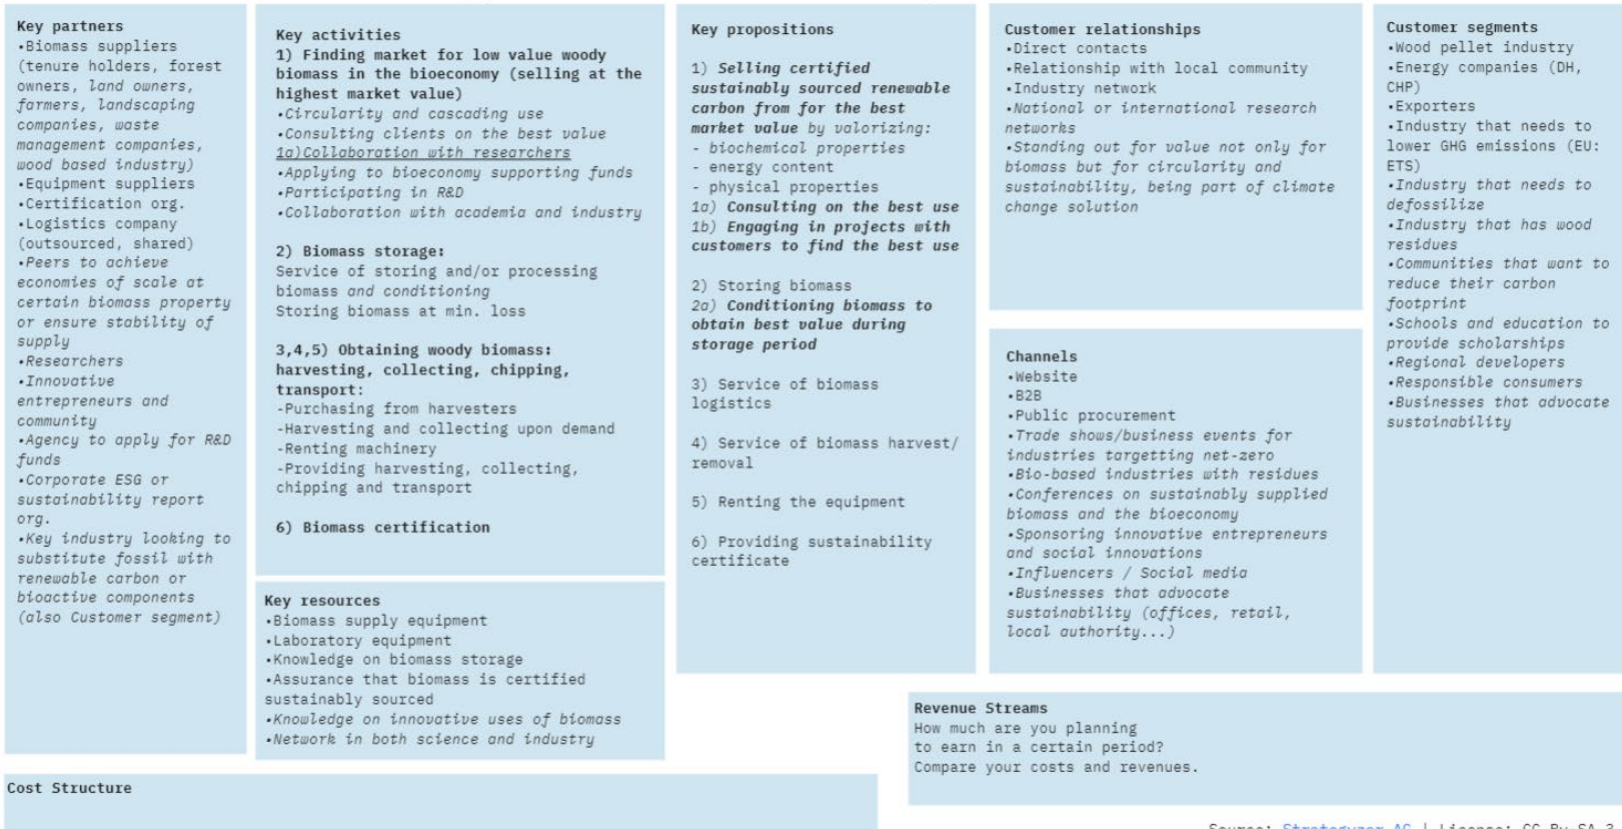 Key partners
•Biomass suppliers
(tenure holders, forest
owners, land owners,
farmers, landscaping
companies, waste
management companies,
wood based industry)
•Equipment suppliers
•Certification org.
•Logistics company
(outsourced, shared)
•Peers to achieve
economies of scale at
certain biomass property
or ensure stability of
supply
•Researchers
•Innovative
entrepreneurs and
community
•Agency to apply for R&D
funds
•Corporate ESG or
sustainability report
org.
•Key industry looking to
substitute fossil with
renewable carbon or
bioactive components
(also Customer segment)
Key activities
1) Finding market for low value woody
biomass in the bioeconomy (selling at the
highest market value)
•Circularity and cascading use
•Consulting clients on the best value
1a)Collaboration with researchers
•Applying to bioeconomy supporting funds
•Participating in R&D
•Collaboration with academia and industry
2) Biomass storage:
Service of storing and/or processing
biomass and conditioning
Storing biomass at min. loss
3,4,5) Obtaining woody biomass:
harvesting, collecting, chipping,
transport:
-Purchasing from harvesters
-Harvesting and collecting upon demand
-Renting machinery
-Providing harvesting, collecting,
chipping and transport
6) Biomass certification
Key resources
•Biomass supply equipment
•Laboratory equipment
•Knowledge on biomass storage
•Assurance that biomass is certified
sustainably sourced
•Knowledge on innovative uses of biomass
•Network in both science and industry
Key propositions
1) Selling certified
sustainably sourced renewable
carbon from for the best
market value by valorizing:
- biochemical properties
- energy content
- physical properties
1a) Consulting on the best use
1b) Engaging in projects with
customers to find the best use
2) Storing biomass
2a) Conditioning biomass to
obtain best value during
storage period
3) Service of biomass
logistics
4) Service of biomass harvest/
removal
5) Renting the equipment
6) Providing sustainability
certificate
Customer relationships
•Direct contacts
•Relationship with local community
•Industry network
•National or international research
networks
•Standing out for value not only for
biomass but for circularity and
sustainability, being part of climate
change solution
Channels
•Website
•B2B
•Public procurement
•Trade shows/business events for
industries targetting net-zero
•Bio-based industries with residues
•Conferences on sustainably supplied
biomass and the bioeconomy
•Sponsoring innovative entrepreneurs
and social innovations
•Influencers / Social media
•Businesses that advocate
sustainability (offices, retail,
local authority...)
Customer segments
•Wood pellet industry
•Energy companies (DH,
CHP)
•Exporters
•Industry that needs to
lower GHG emissions (EU:
ETS)
•Industry that needs to
defossilize
•Industry that has wood
residues
•Communities that want to
reduce their carbon
footprint
•Schools and education to
provide scholarships
•Regional developers
•Responsible consumers
•Businesses that advocate
sustainability
Cost Structure
Revenue Streams
How much are you planning
to earn in a certain period?
Compare your costs and revenues.
Source: Strategyzer AG | License: CC By-SA 3